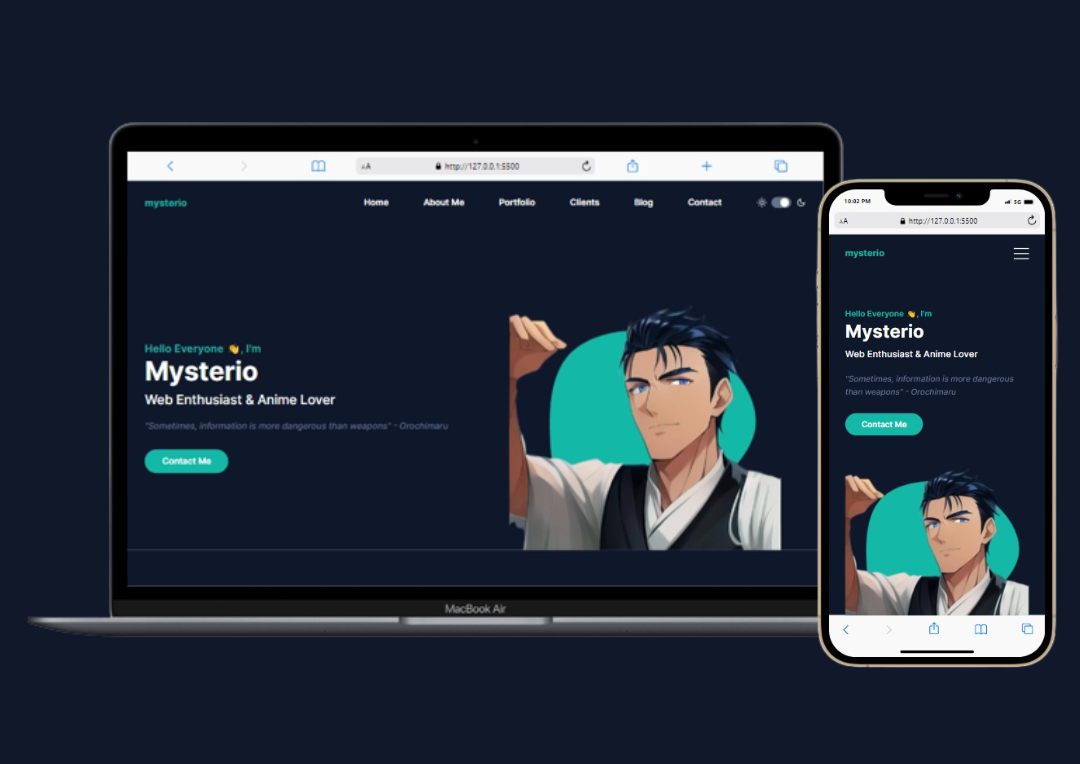 AA http://127.0.0.1:5500
mysterio Home About Me Portfolio Clients Blog Contact
Hello Everyone 👋, I'm
Mysterio
Web Enthusiast & Anime Lover
"Sometimes, information is more dangerous than weapons" - Orochimaru
Contact Me
MacBook Air
10:02 PM 5G
AA http://127.0.0.1:5500
mysterio
Hello Everyone 👋, I'm
Mysterio
Web Enthusiast & Anime Lover
"Sometimes, information is more dangerous
than weapons" - Orochimaru
Contact Me